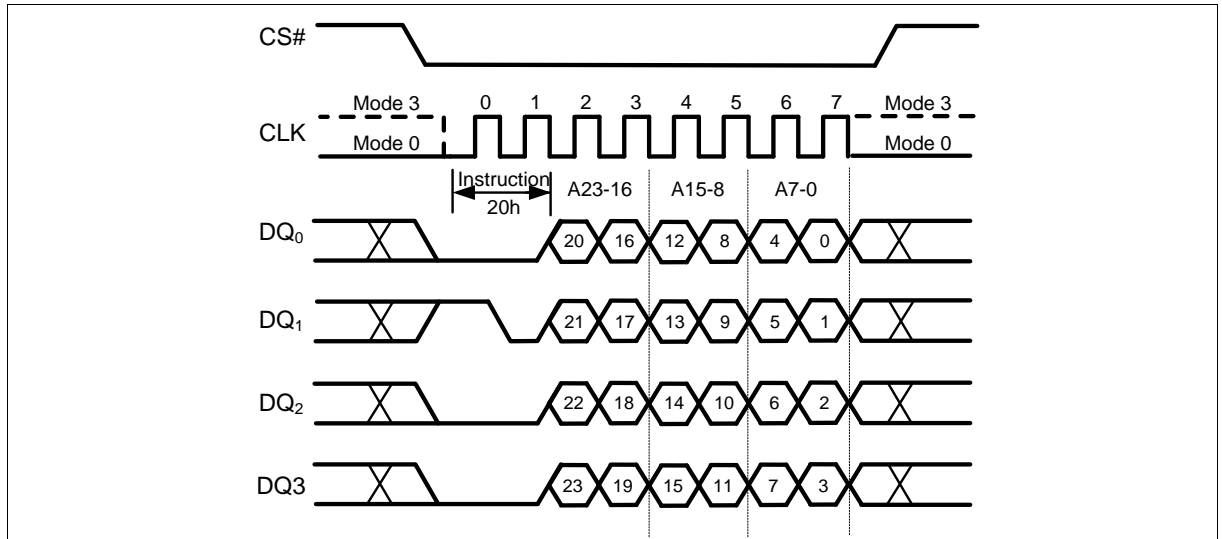 CS#
Mode 3 0 1 2 3 4 5 6 7 Mode 3
CLK
Mode 0 Mode 0
Instruction A23-16 A15-8 A7-0
20h
DQ0 20 16 12 8 4 0
DQ1 21 17 13 9 5 1
DQ2 22 18 14 10 6 2
DQ3 23 19 15 11 7 3